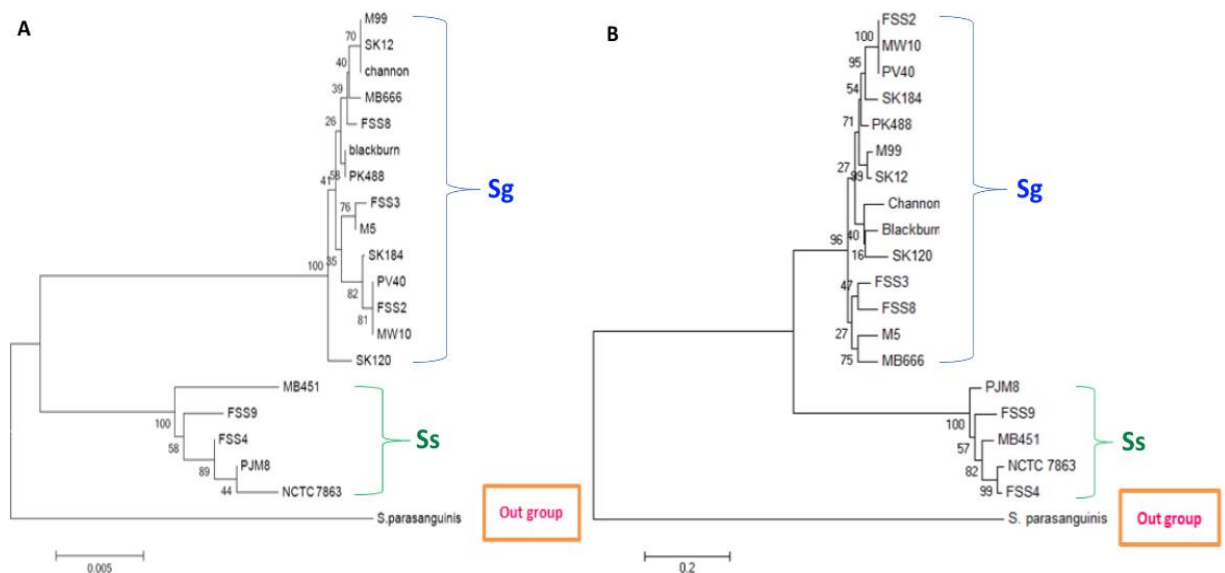 A
M99
70
SK12
40
channon
39
MB666
26
FSS8
blackburn
58
PK488
41
76
FSS3
M5
35
SK184
100
PV40
82
FSS2
81
MW10
SK120
Sg
MB451
100
FSS9
58
FSS4
89
PJM8
44
NCTC7863
Ss
S.parasanguinis
Out group
0.005
B
FSS2
100
MW10
95
PV40
54
SK184
71
PK488
M99
27
99
SK12
Channon
96
40
Blackburn
16
SK120
47
FSS3
FSS8
27
M5
75
MB666
Sg
PJM8
100
FSS9
57
MB451
82
NCTC 7863
99
FSS4
Ss
S. parasanguinis
Out group
0.2